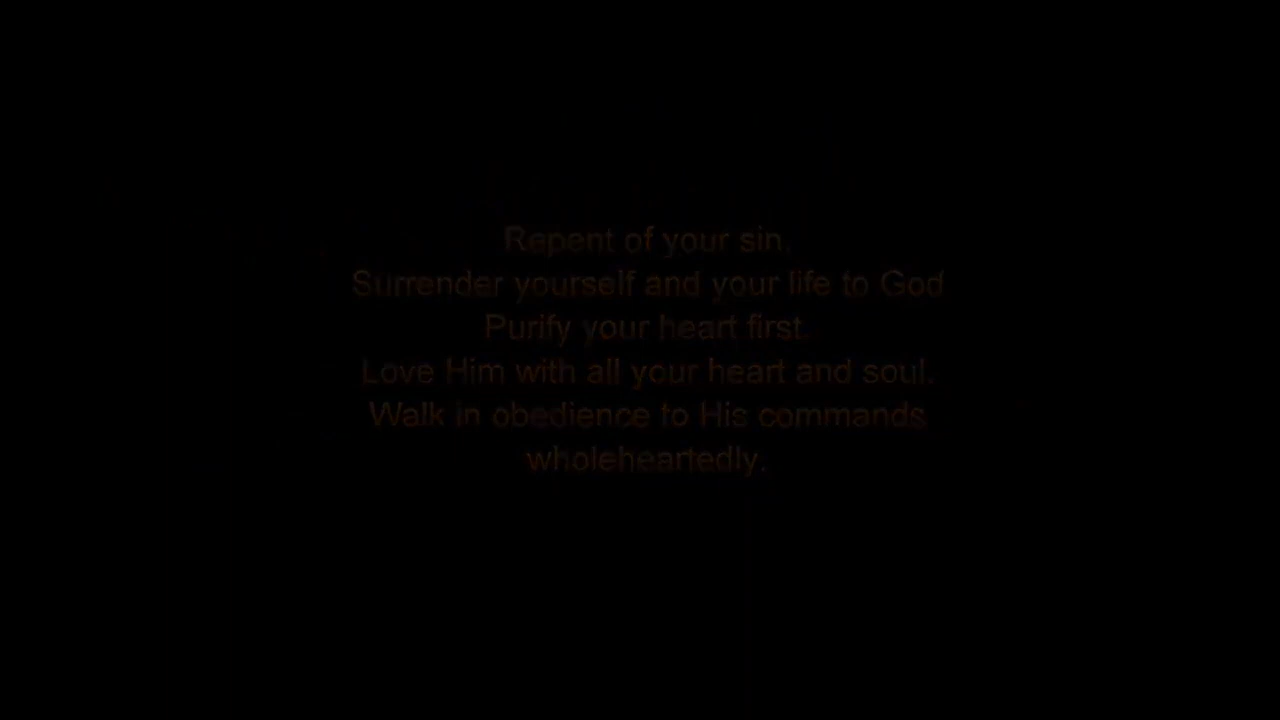 Repent of your sin.
Surrender yourself and your life to God
Purify your heart first.
Love Him with all your heart and soul.
Walk in obedience to His commands
wholeheartedly.